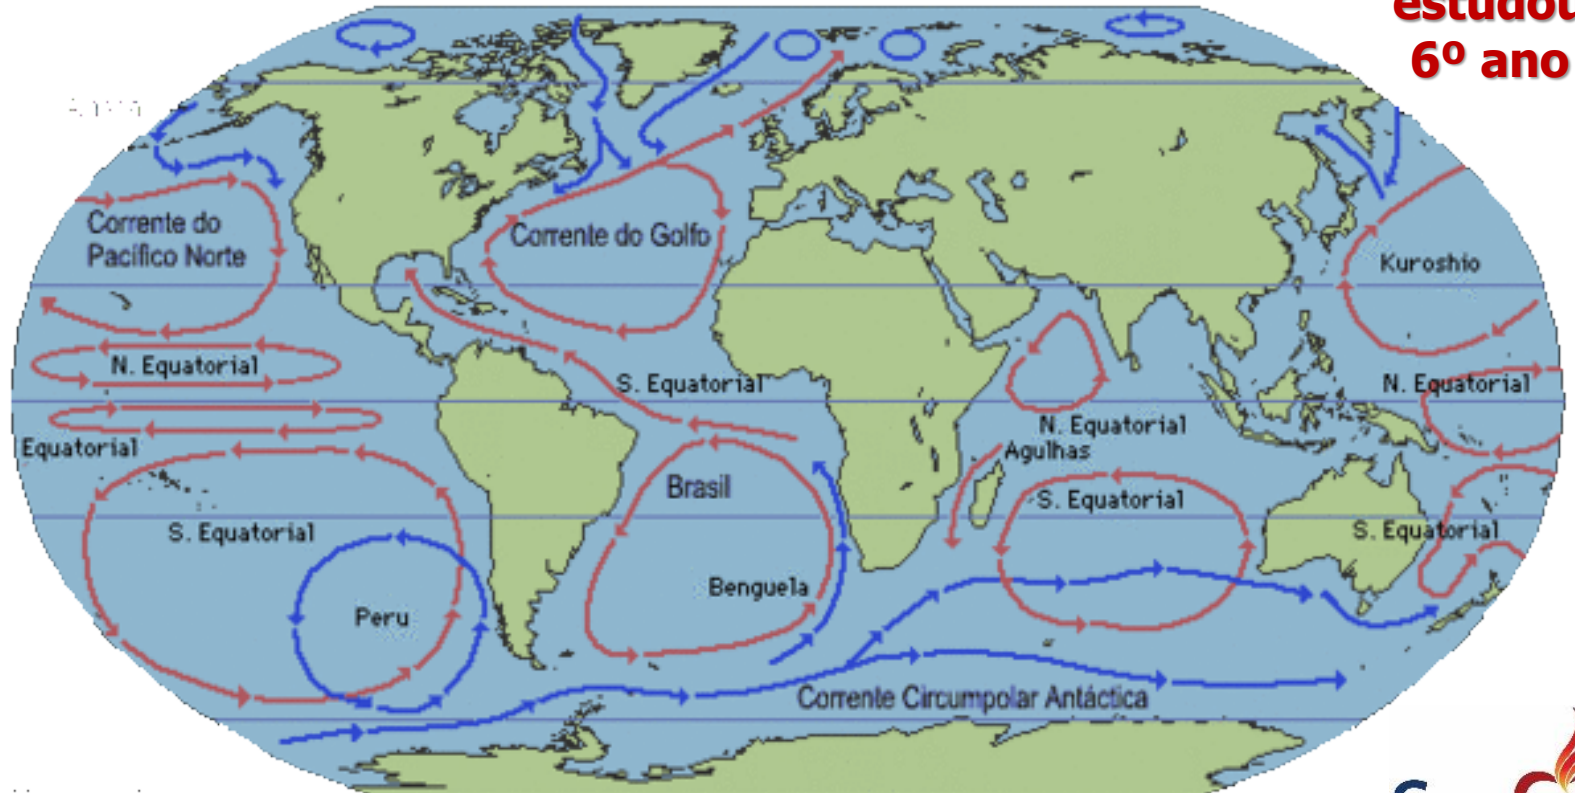 estudou
6º ano
Corrente do
Pacífico Norte
Corrente do Golfo
Kuroshio
N. Equatorial
S. Equatorial
N. Equatorial
N. Equatorial
Equatorial
Agulhas
Brasil
S. Equatorial
S. Equatorial
S. Equatorial
Benguela
Peru
Corrente Circumpolar Antáctica